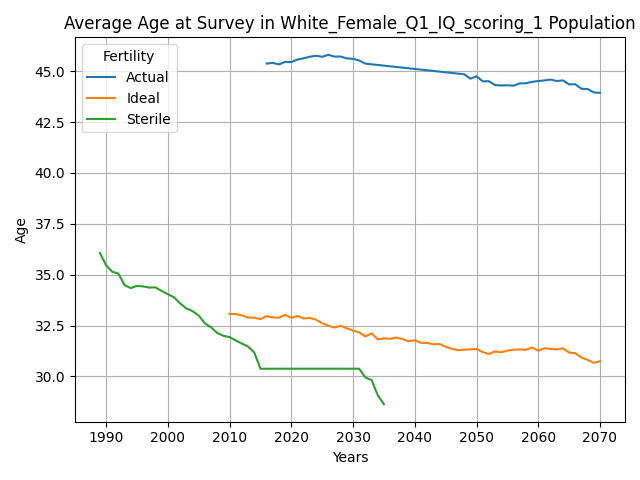 Average Age at Survey in White_Female_Q1_IQ_scoring_1 Population
Fertility
Actual
Ideal
Sterile
45.0
42.5
40.0
37.5
35.0
32.5
30.0
Age
1990 2000 2010 2020 2030 2040 2050 2060 2070
Years